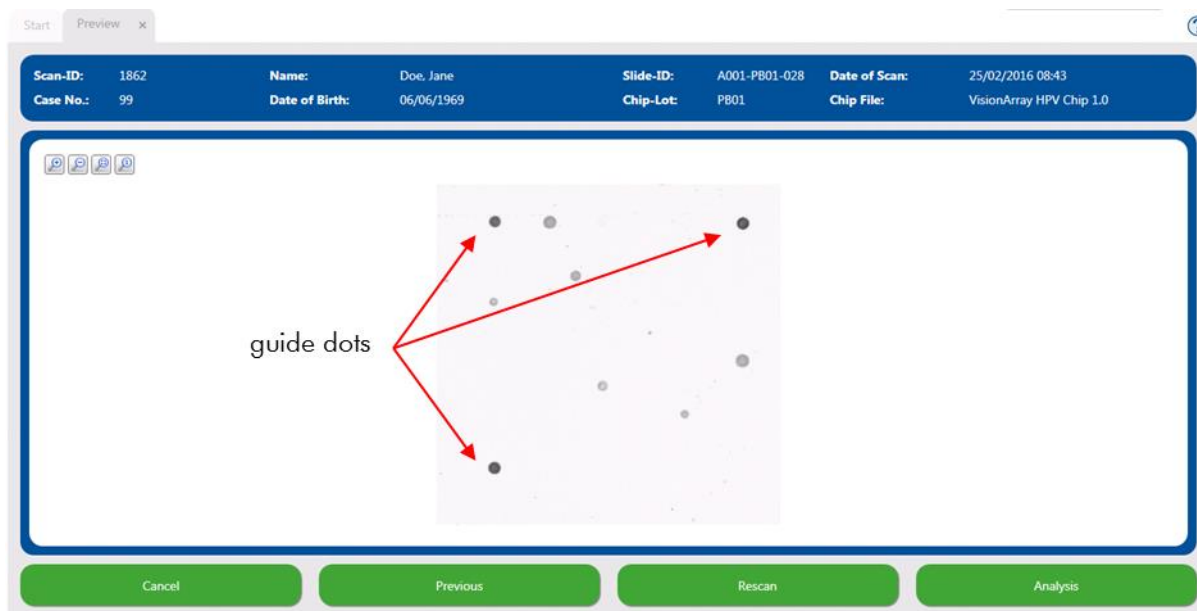 Start Preview x
Scan-ID: 1862 Name: Doe, Jane Slide-ID: A001-PB01-028 Date of Scan: 25/02/2016 08:43
Case No.: 99 Date of Birth: 06/06/1969 Chip-Lot: PB01 Chip File: VisionArray HPV Chip 1.0
guide dots
Cancel Previous Rescan Analysis